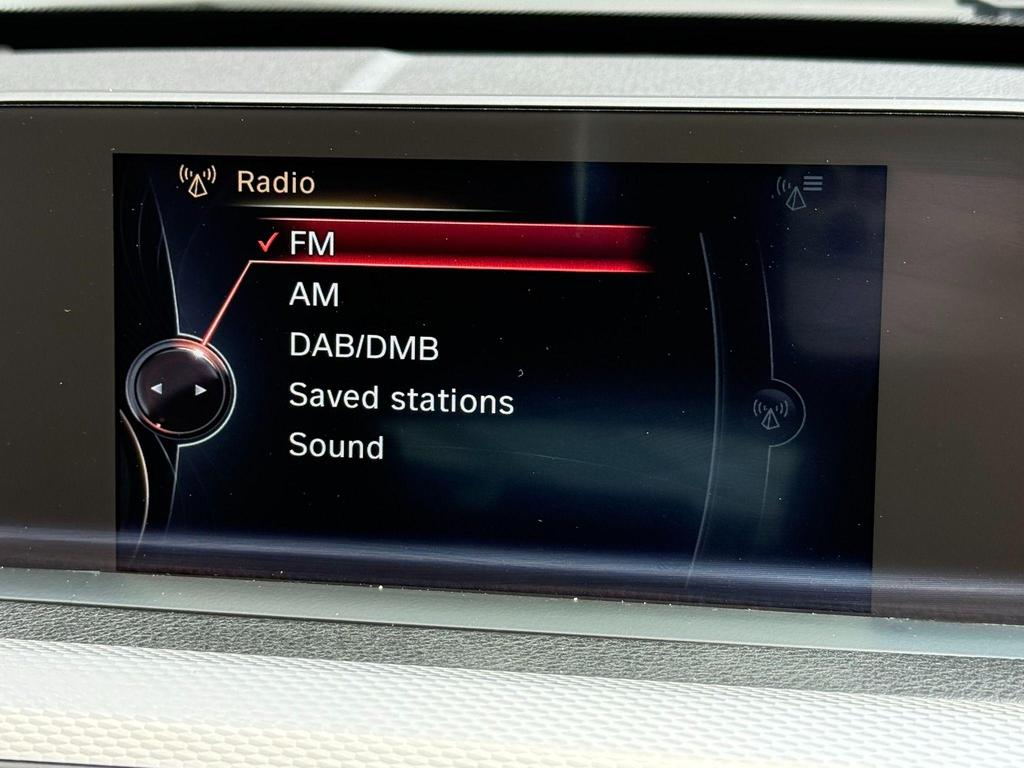 Radio
FM
AM
DAB/DMB
Saved stations
Sound